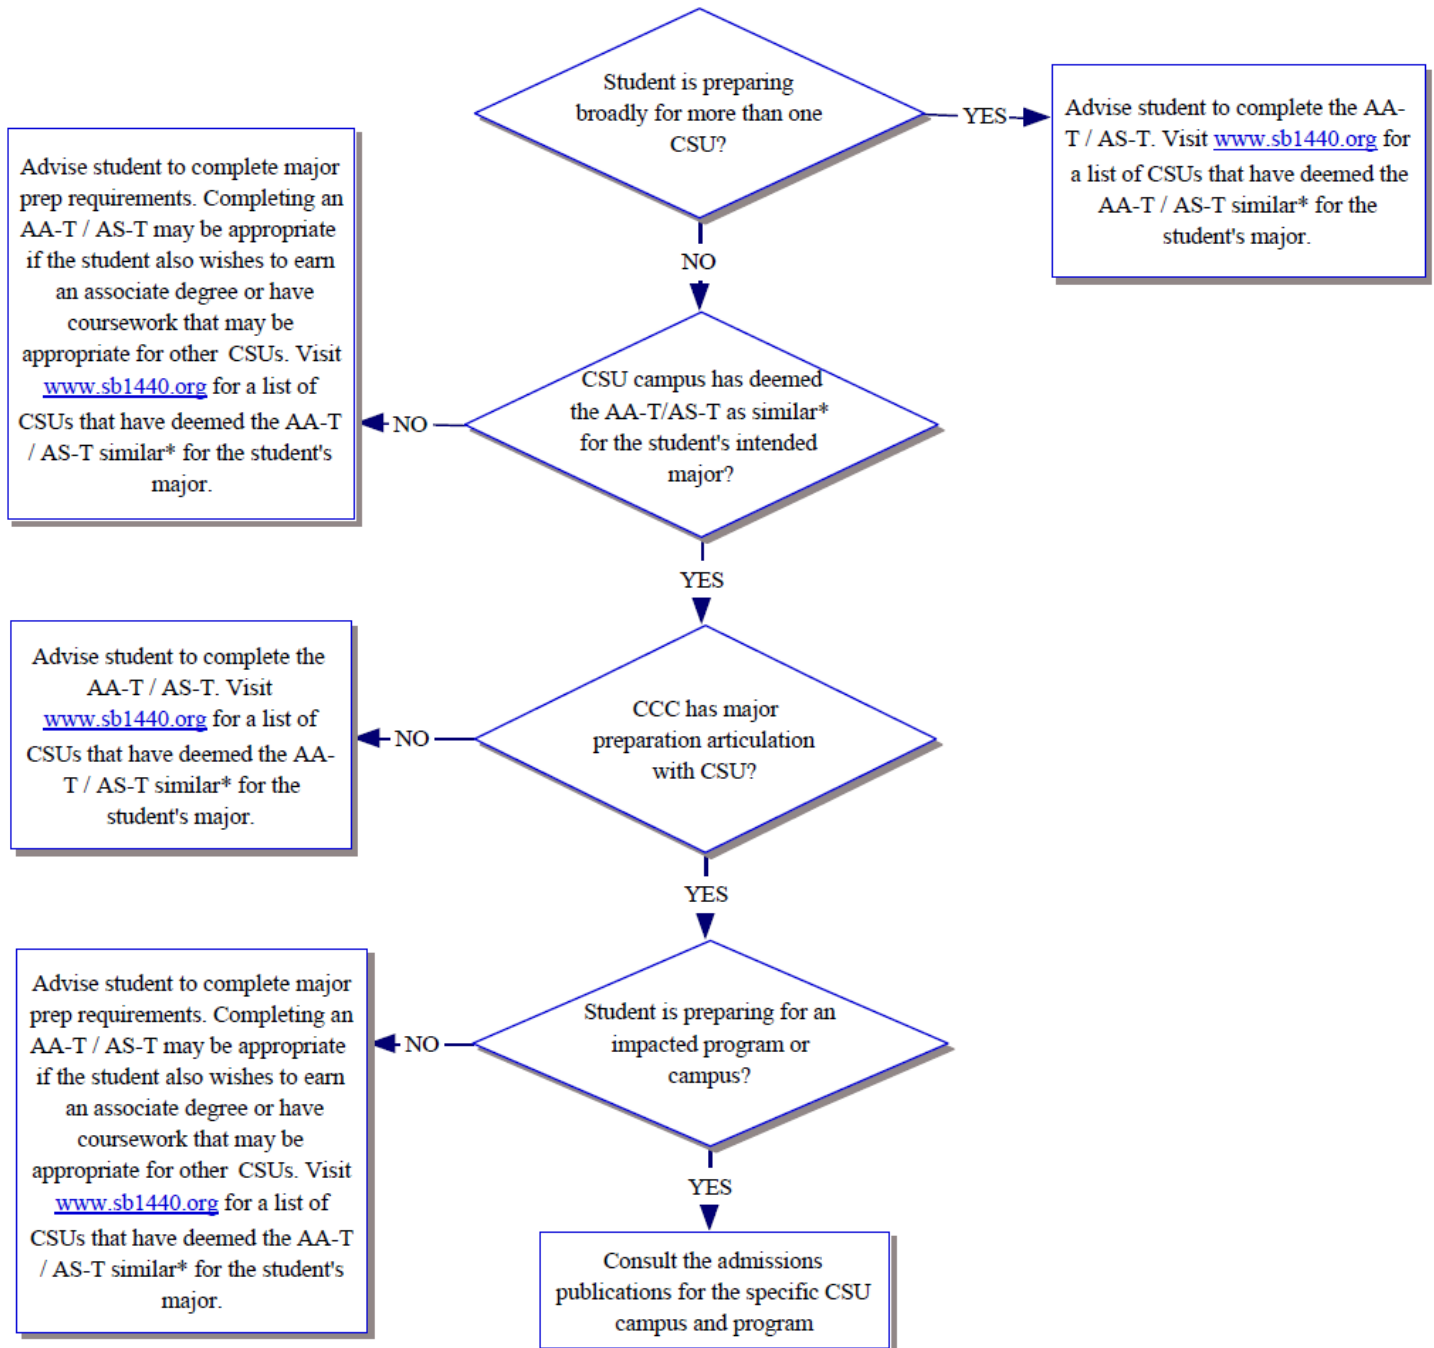 Student is preparing
broadly for more than one
CSU?
YES
Advise student to complete the AA-
T / AS-T. Visit www.sb1440.org for
a list of CSUs that have deemed the
AA-T / AS-T similar* for the
student's major.
NO
CSU campus has deemed
the AA-T/AS-T as similar*
for the student's intended
major?
NO
Advise student to complete major
prep requirements. Completing an
AA-T / AS-T may be appropriate
if the student also wishes to earn
an associate degree or have
coursework that may be
appropriate for other CSUs. Visit
www.sb1440.org for a list of
CSUs that have deemed the AA-T
/ AS-T similar* for the student's
major.
YES
CCC has major
preparation articulation
with CSU?
NO
Advise student to complete the
AA-T / AS-T. Visit
www.sb1440.org for a list of
CSUs that have deemed the AA-
T / AS-T similar* for the
student's major.
YES
Student is preparing for an
impacted program or
campus?
NO
Advise student to complete major
prep requirements. Completing an
AA-T / AS-T may be appropriate
if the student also wishes to earn
an associate degree or have
coursework that may be
appropriate for other CSUs. Visit
www.sb1440.org for a list of
CSUs that have deemed the AA-T
/ AS-T similar* for the student's
major.
YES
Consult the admissions
publications for the specific CSU
campus and program